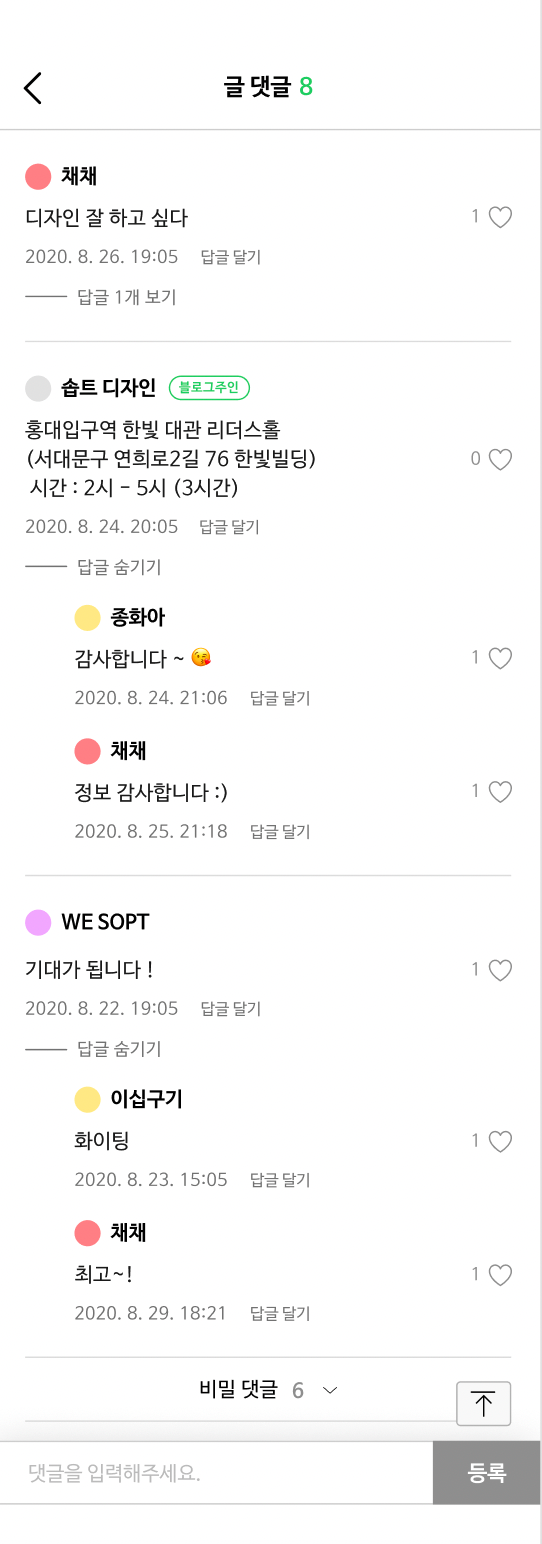 글 댓글 8
채채
디자인 잘 하고 싶다
1
2020. 8. 26. 19:05 답글 달기
답글 1개 보기
솝트 디자인 블로그주인
홍대입구역 한빛 대관 리더스홀
(서대문구 연희로2길 76 한빛빌딩)
0
시간 : 2시 - 5시 (3시간)
2020. 8. 24. 20:05 답글 달기
답글 숨기기
종화아
감사합니다 ~ 😘
1
2020. 8. 24. 21:06 답글 달기
채채
정보 감사합니다 :)
1
2020. 8. 25. 21:18 답글 달기
WE SOPT
기대가 됩니다 !
1
2020. 8. 22. 19:05 답글 달기
답글 숨기기
이십구기
화이팅
1
2020. 8. 23. 15:05 답글 달기
채채
최고~!
1
2020. 8. 29. 18:21 답글 달기
비밀 댓글 6
댓글을 입력해주세요.
등록